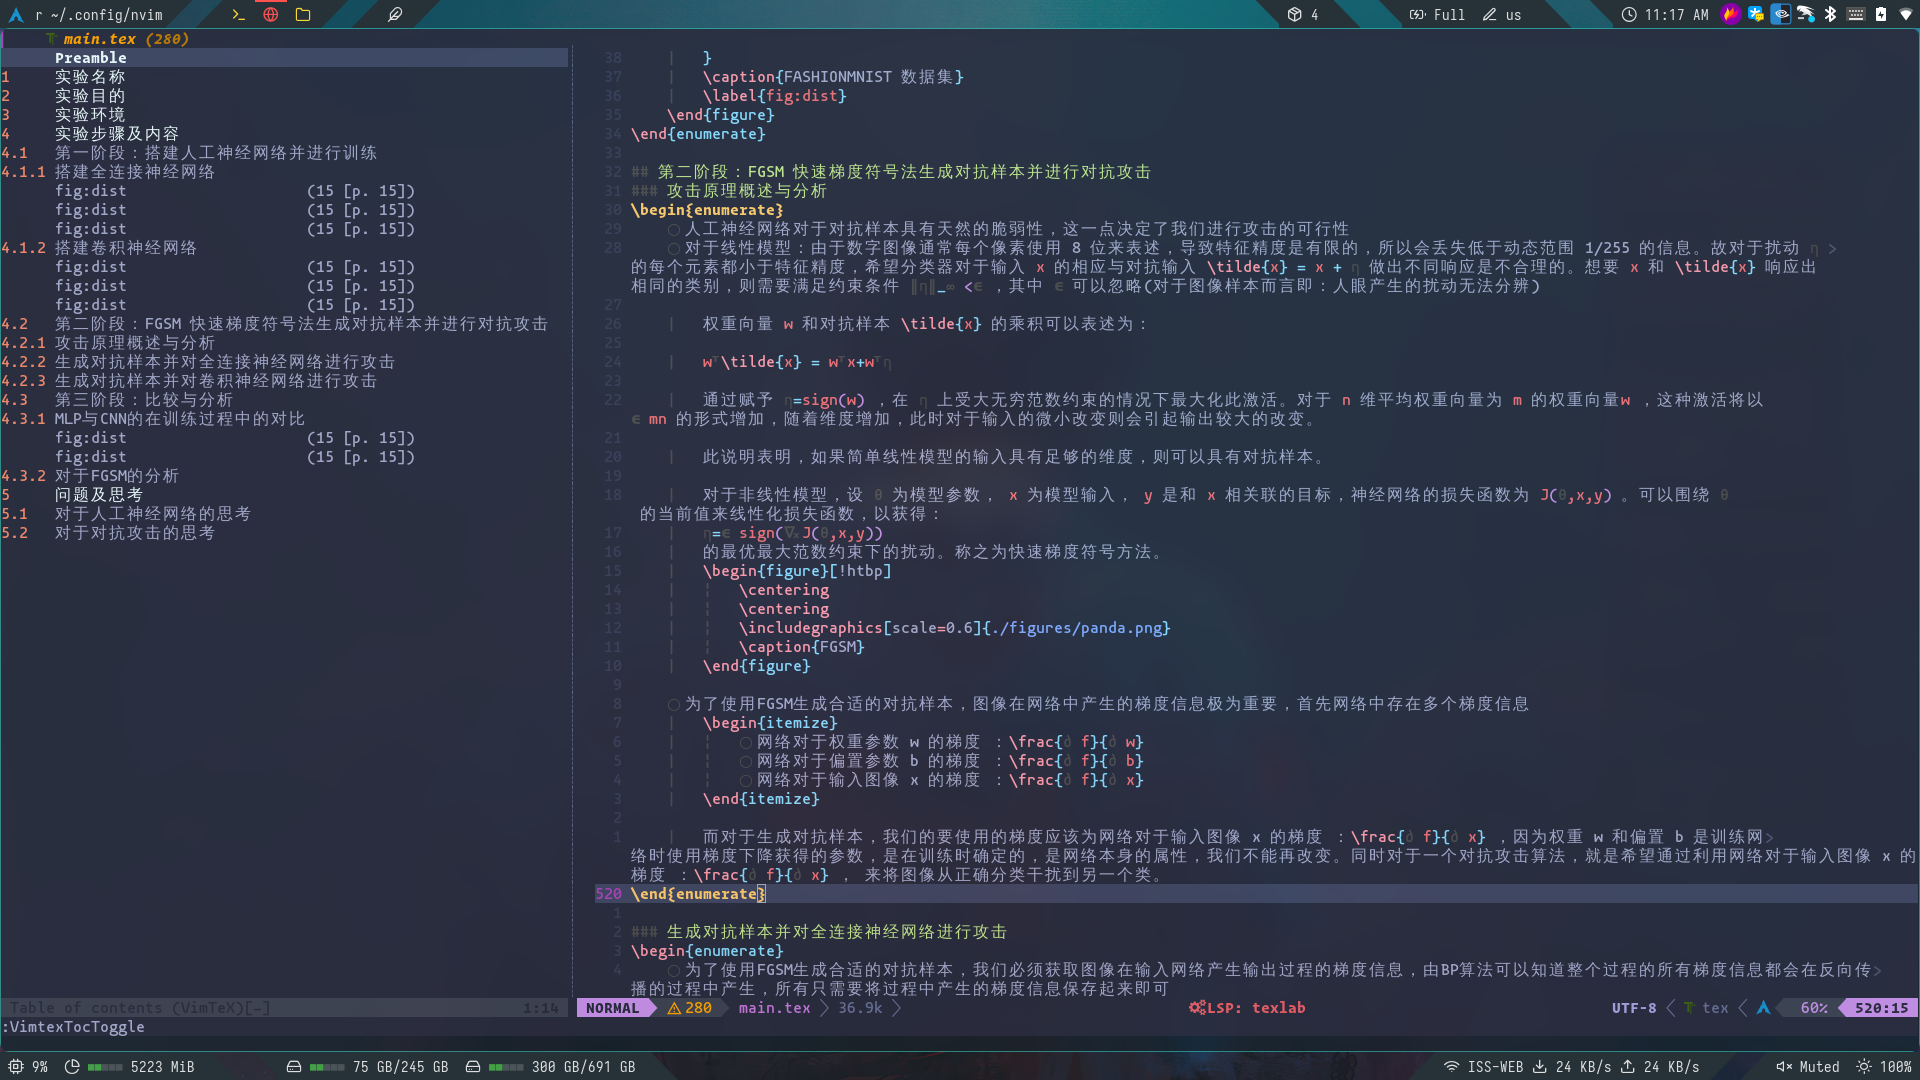 r ~/.config/nvim
4
Full
us
11:17 AM
main.tex (280)
Preamble
1 实验名称
2 实验目的
3 实验环境
4 实验步骤及内容
4.1 第一阶段：搭建人工神经网络并进行训练
4.1.1 搭建全连接神经网络
fig:dist (15 [p. 15])
fig:dist (15 [p. 15])
fig:dist (15 [p. 15])
4.1.2 搭建卷积神经网络
fig:dist (15 [p. 15])
fig:dist (15 [p. 15])
fig:dist (15 [p. 15])
4.2 第二阶段：FGSM 快速梯度符号法生成对抗样本并进行对抗攻击
4.2.1 攻击原理概述与分析
4.2.2 生成对抗样本并对全连接神经网络进行攻击
4.2.3 生成对抗样本并对卷积神经网络进行攻击
4.3 第三阶段：比较与分析
4.3.1 MLP与CNN的在训练过程中的对比
fig:dist (15 [p. 15])
fig:dist (15 [p. 15])
4.3.2 对于FGSM的分析
5 问题及思考
5.1 对于人工神经网络的思考
5.2 对于对抗攻击的思考
Table of contents (VimTeX)[-] 1:14
38 }
37 \caption{FASHIONMNIST 数据集}
36 \label{fig:dist}
35 \end{figure}
34 \end{enumerate}
33
32 ## 第二阶段：FGSM 快速梯度符号法生成对抗样本并进行对抗攻击
31 ### 攻击原理概述与分析
30 \begin{enumerate}
29 ○ 人工神经网络对于对抗样本具有天然的脆弱性，这一点决定了我们进行攻击的可行性
28 ○ 对于线性模型：由于数字图像通常每个像素使用 8 位来表述，导致特征精度是有限的，所以会丢失低于动态范围 1/255 的信息。故对于扰动 η >
的每个元素都小于特征精度，希望分类器对于输入 x 的相应与对抗输入 \tilde{x} = x + η 做出不同响应是不合理的。想要 x 和 \tilde{x} 响应出
相同的类别，则需要满足约束条件 ‖η‖_∞ <ϵ ，其中 ϵ 可以忽略(对于图像样本而言即：人眼产生的扰动无法分辨)
27
26 权重向量 w 和对抗样本 \tilde{x} 的乘积可以表述为：
25
24 wᵀ\tilde{x} = wᵀx+wᵀη
23
22 通过赋予 η=sign(w) ，在 η 上受大无穷范数约束的情况下最大化此激活。对于 n 维平均权重向量为 m 的权重向量w ，这种激活将以
ϵ mn 的形式增加，随着维度增加，此时对于输入的微小改变则会引起输出较大的改变。
21
20 此说明表明，如果简单线性模型的输入具有足够的维度，则可以具有对抗样本。
19
18 对于非线性模型，设 θ 为模型参数， x 为模型输入， y 是和 x 相关联的目标，神经网络的损失函数为 J(θ,x,y) 。可以围绕 θ
的当前值来线性化损失函数，以获得：
17 η=ϵ sign(∇ₓJ(θ,x,y))
16 的最优最大范数约束下的扰动。称之为快速梯度符号方法。
15 \begin{figure}[!htbp]
14 \centering
13 \centering
12 \includegraphics[scale=0.6]{./figures/panda.png}
11 \caption{FGSM}
10 \end{figure}
9
8 ○ 为了使用FGSM生成合适的对抗样本，图像在网络中产生的梯度信息极为重要，首先网络中存在多个梯度信息
7 \begin{itemize}
6 ○ 网络对于权重参数 w 的梯度 ：\frac{∂ f}{∂ w}
5 ○ 网络对于偏置参数 b 的梯度 ：\frac{∂ f}{∂ b}
4 ○ 网络对于输入图像 x 的梯度 ：\frac{∂ f}{∂ x}
3 \end{itemize}
2
1 而对于生成对抗样本，我们的要使用的梯度应该为网络对于输入图像 x 的梯度 ：\frac{∂ f}{∂ x} ，因为权重 w 和偏置 b 是训练网>
络时使用梯度下降获得的参数，是在训练时确定的，是网络本身的属性，我们不能再改变。同时对于一个对抗攻击算法，就是希望通过利用网络对于输入图像 x 的
梯度 ：\frac{∂ f}{∂ x} ， 来将图像从正确分类干扰到另一个类。
520 \end{enumerate}
1
2 ### 生成对抗样本并对全连接神经网络进行攻击
3 \begin{enumerate}
4 ○ 为了使用FGSM生成合适的对抗样本，我们必须获取图像在输入网络产生输出过程的梯度信息，由BP算法可以知道整个过程的所有梯度信息都会在反向传>
播的过程中产生，所有只需要将过程中产生的梯度信息保存起来即可
NORMAL 280 main.tex 36.9k LSP: texlab UTF-8 tex 60% 520:15
:VimtexTocToggle
9% 5223 MiB 75 GB/245 GB 300 GB/691 GB ISS-WEB 24 KB/s 24 KB/s Muted 100%